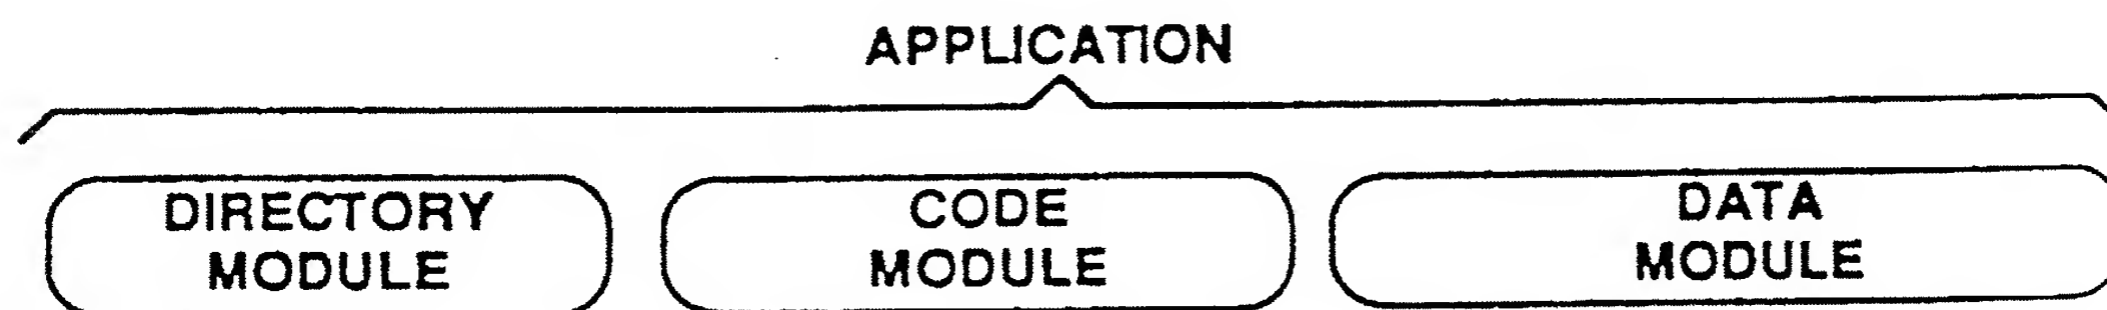 APPLICATION
DIRECTORY
MODULE
CODE
MODULE
DATA
MODULE